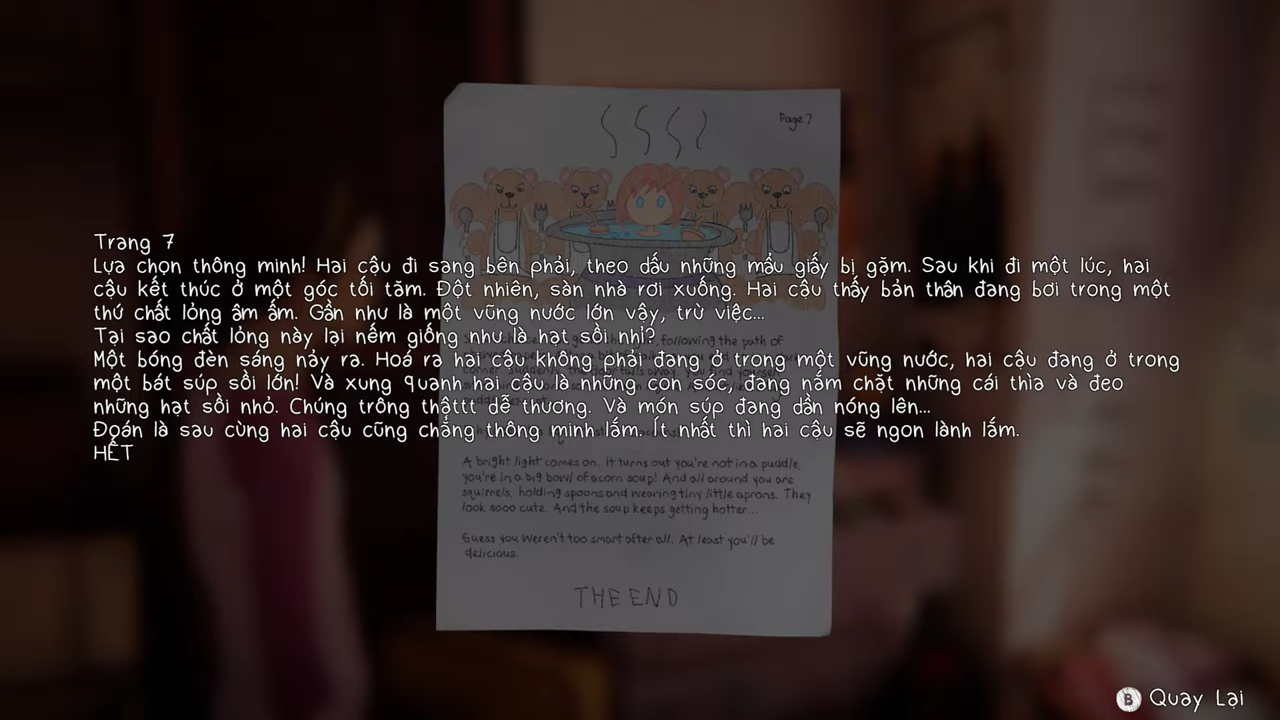 Page 7
Trang 7
Lựa chọn thông minh! Hai cậu đi sang bên phải, theo dấu những mẩu giấy bị gặm. Sau khi đi một lúc, hai
cậu kết thúc ở một góc tối tăm. Đột nhiên, sàn nhà rơi xuống. Hai cậu thấy bản thân đang bơi trong một
thứ chất lỏng âm ấm. Gần như là một vũng nước lớn vậy, trừ việc...
Tại sao chất lỏng này lại nếm giống như là hạt sồi nhỉ?
following the path of
Một bóng đèn sáng nảy ra. Hoá ra hai cậu không phải đang ở trong một vũng nước, hai cậu đang ở trong
một bát súp sồi lớn! Và xung quanh hai cậu là những con sóc, đang nắm chặt những cái thìa và đeo
những hạt sồi nhỏ. Chúng trông thậttt dễ thương. Và món súp đang dần nóng lên...
Đoán là sau cùng hai cậu cũng chẳng thông minh lắm. Ít nhất thì hai cậu sẽ ngon lành lắm.
HẾT
A bright light comes on. It turns out you're not in a puddle,
you're in a big bowl of acorn soup! And all around you are
squirrels, holding spoons and wearing tiny little aprons. They
look sooo cute. And the soup keeps getting hotter...
Guess you weren't too smart after all. At least you'll be
delicious.
THE END
B Quay Lại